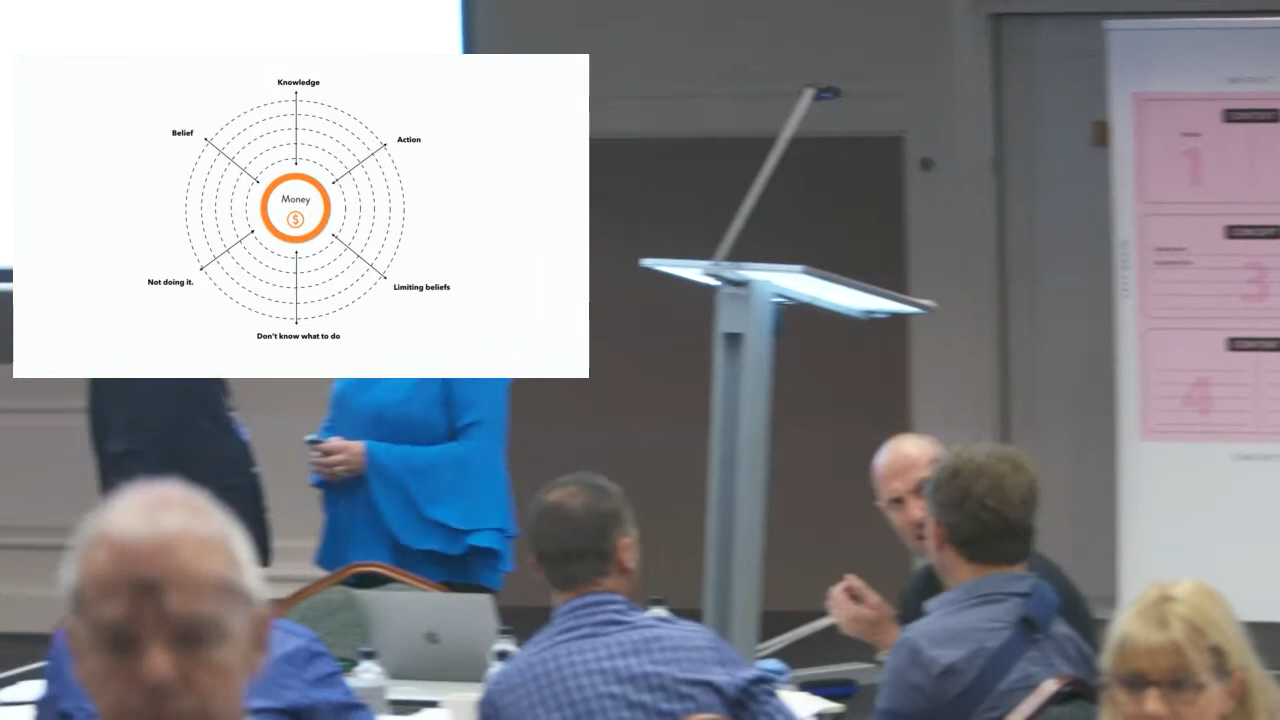 Knowledge
Belief
Action
Money
$
Not doing it.
Limiting beliefs
Don't know what to do
1
3
4